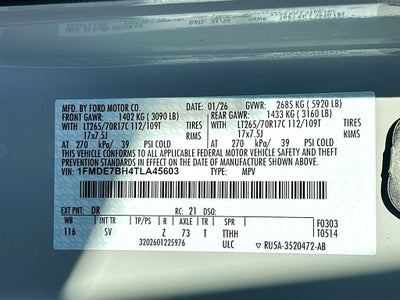 MFD. BY FORD MOTOR CO. 01/26 GVWR: 2685 KG ( 5920 LB)
FRONT GAWR: 1402 KG ( 3090 LB) REAR GAWR: 1433 KG ( 3160 LB)
WITH LT265/70R17C 112/109T TIRES WITH LT265/70R17C 112/109T TIRES
17x7.5J RIMS 17x7.5J RIMS
AT 270 kPa/ 39 PSI COLD AT 270 kPa/ 39 PSI COLD
THIS VEHICLE CONFORMS TO ALL APPLICABLE FEDERAL MOTOR VEHICLE SAFETY AND THEFT
PREVENTION STANDARDS IN EFFECT ON THE DATE OF MANUFACTURE SHOWN ABOVE.
VIN: 1FMDE7BH4TLA45603 TYPE: MPV
EXT PNT: DR RC: 21 DSO:
WB INT TR TP/PS R AXLE TR SPR F0303
116 SV Z 73 T TTHH T0514
3202601225976 ULC RU5A-3520472-AB